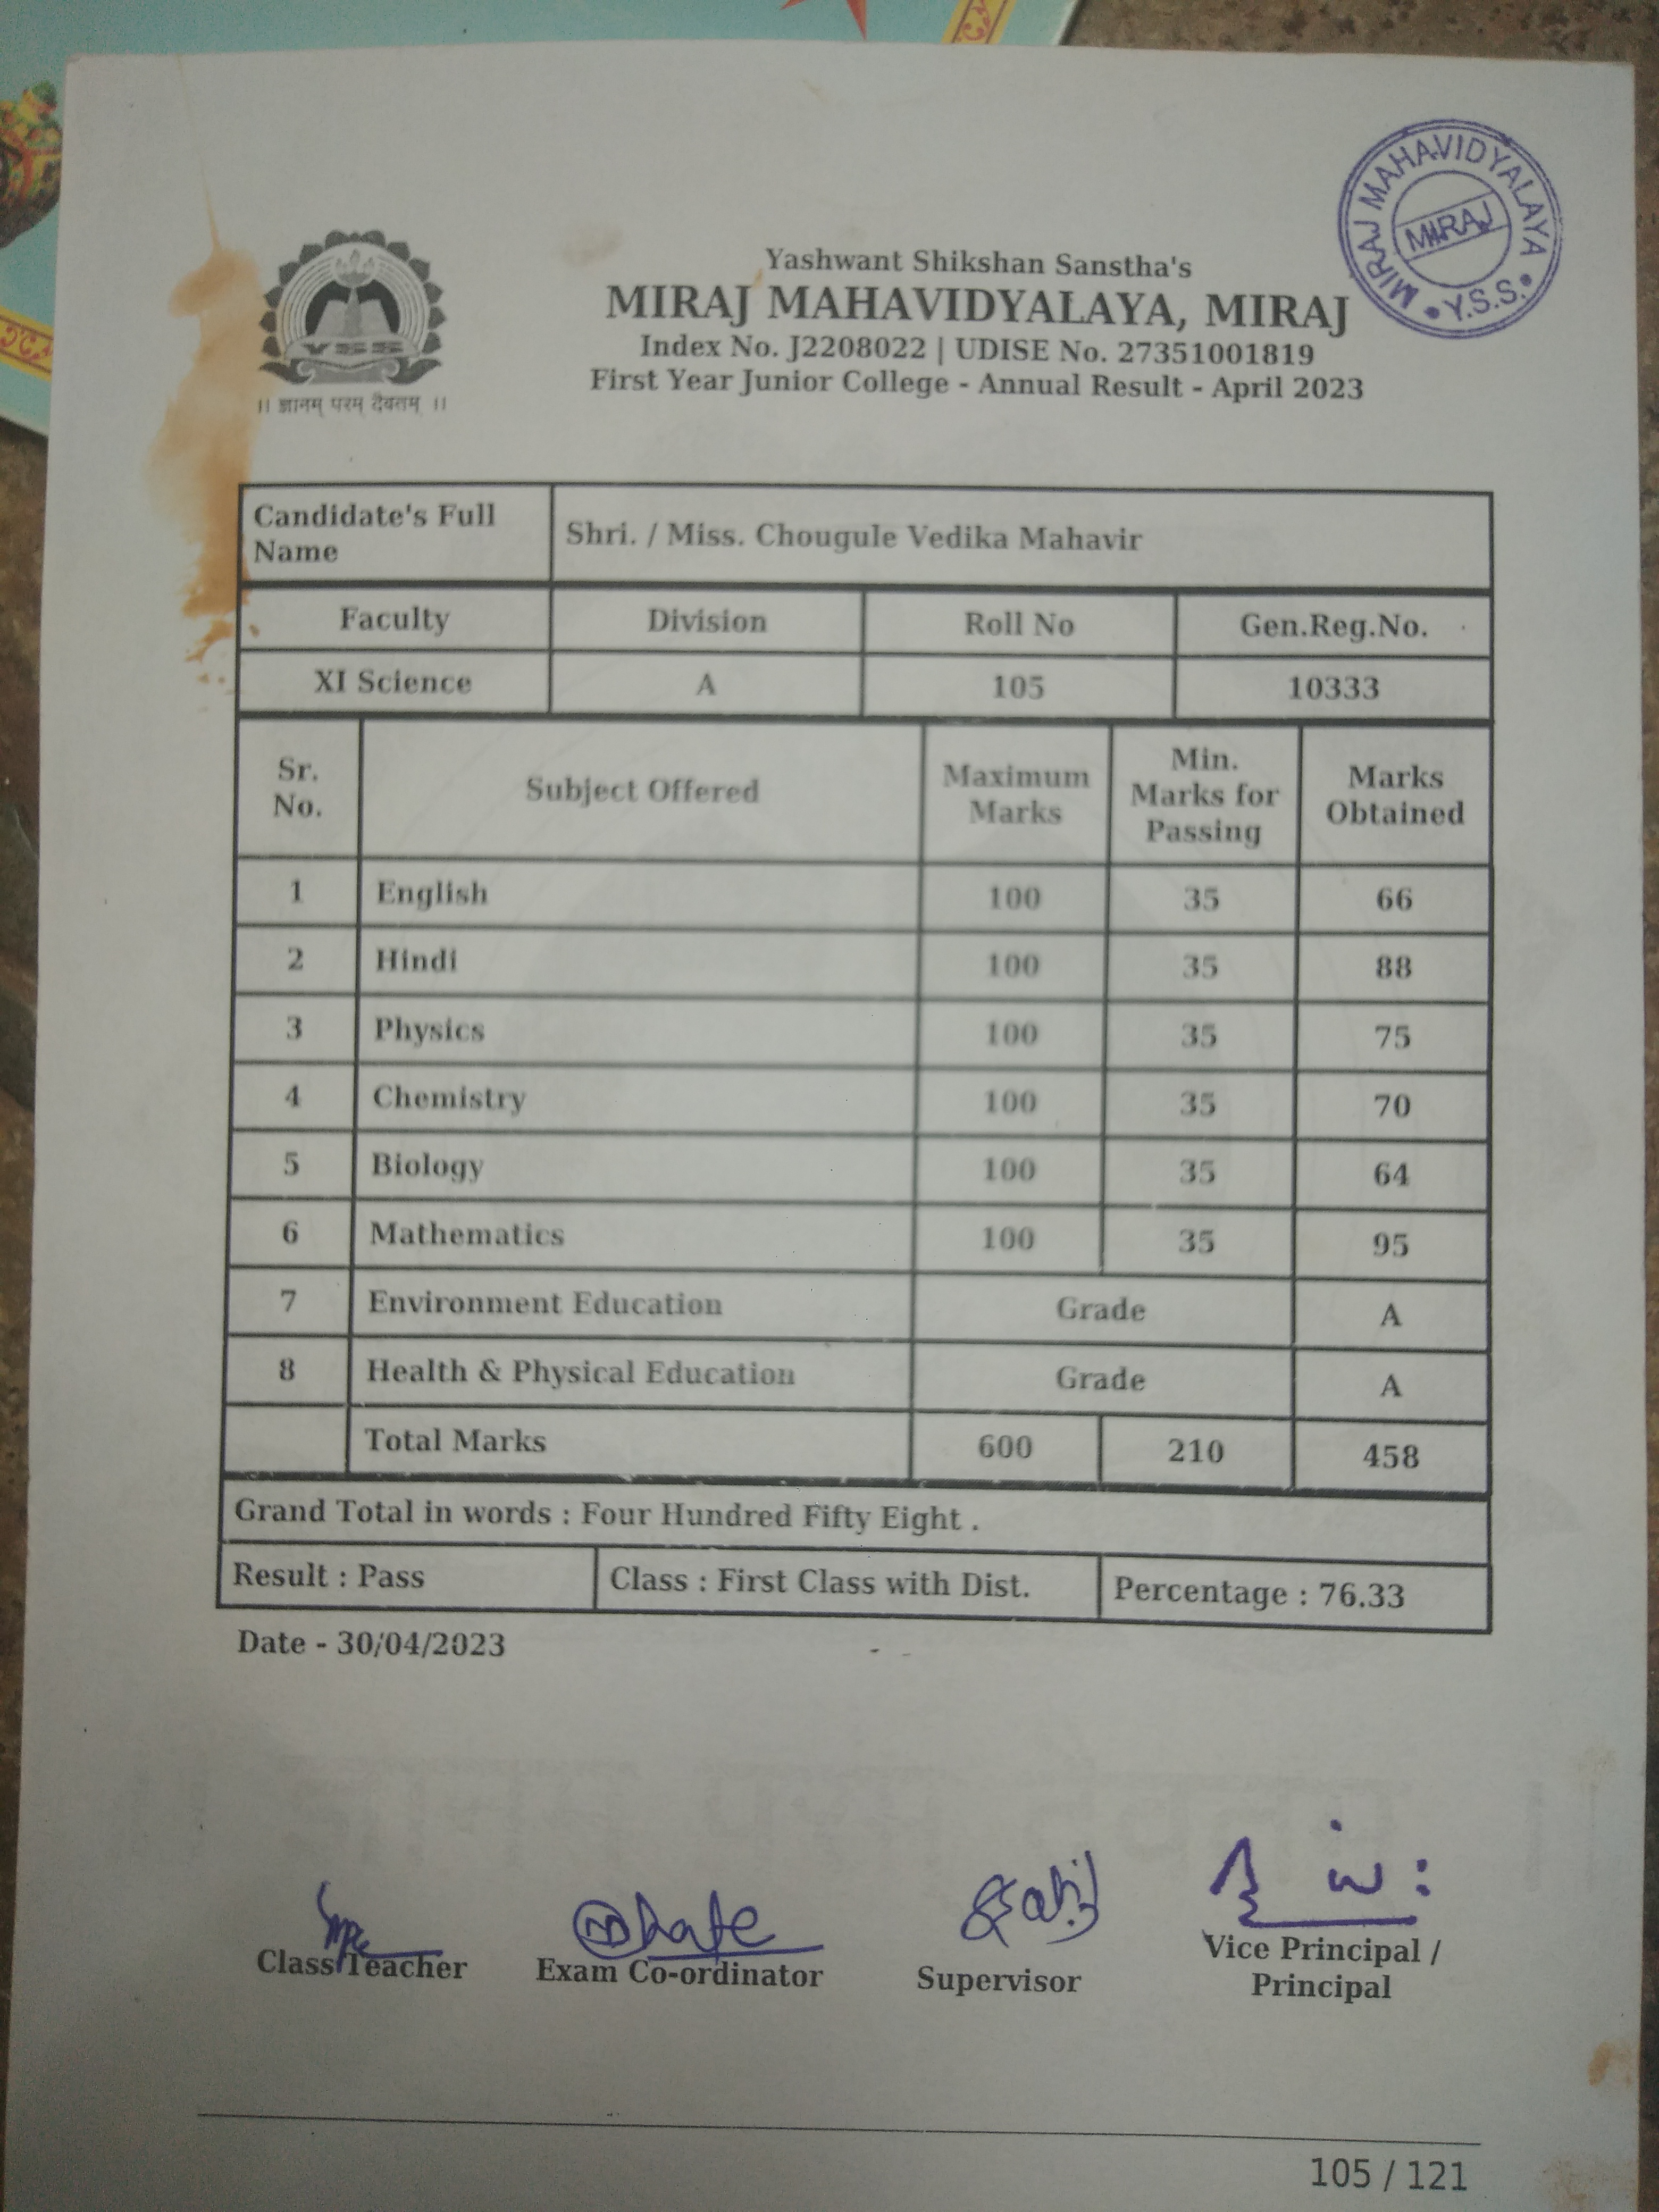 MIRAJ MAHAVIDYALAYA
MIRAJ
• Y.S.S. •
YSS
।। ज्ञानम् परम् दैवतम् ।।
Yashwant Shikshan Sanstha's
MIRAJ MAHAVIDYALAYA, MIRAJ
Index No. J2208022 | UDISE No. 27351001819
First Year Junior College - Annual Result - April 2023
Candidate's Full Name Shri. / Miss. Chougule Vedika Mahavir
Faculty Division Roll No Gen.Reg.No.
XI Science A 105 10333
Sr. No. Subject Offered Maximum Marks Min. Marks for Passing Marks Obtained
1 English 100 35 66
2 Hindi 100 35 88
3 Physics 100 35 75
4 Chemistry 100 35 70
5 Biology 100 35 64
6 Mathematics 100 35 95
7 Environment Education Grade A
8 Health & Physical Education Grade A
Total Marks 600 210 458
Grand Total in words : Four Hundred Fifty Eight .
Result : Pass Class : First Class with Dist. Percentage : 76.33
Date - 30/04/2023
Class Teacher Exam Co-ordinator Supervisor Vice Principal /
Principal
105 / 121